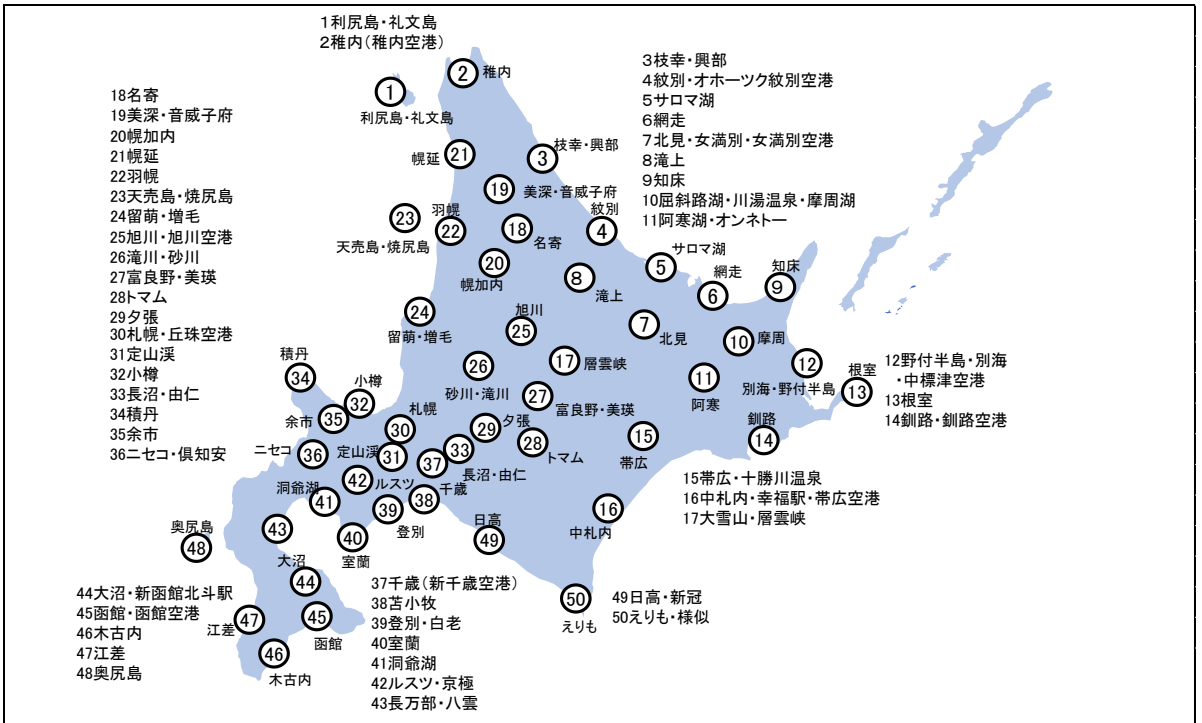 1利尻島・礼文島
2稚内(稚内空港)
3枝幸・興部
4紋別・オホーツク紋別空港
5サロマ湖
6網走
7北見・女満別・女満別空港
8滝上
9知床
10屈斜路湖・川湯温泉・摩周湖
11阿寒湖・オンネトー
18名寄
19美深・音威子府
20幌加内
21幌延
22羽幌
23天売島・焼尻島
24留萌・増毛
25旭川・旭川空港
26滝川・砂川
27富良野・美瑛
28トマム
29夕張
30札幌・丘珠空港
31定山渓
32小樽
33長沼・由仁
34積丹
35余市
36ニセコ・倶知安
2 稚内
1
利尻島・礼文島
幌延 21
枝幸・興部
3
19
美深・音威子府
23
天売島・焼尻島
羽幌
22
18
名寄
紋別
4
20
幌加内
8
滝上
サロマ湖
5
網走
6
知床
9
24
留萌・増毛
旭川
25
7
北見
10 摩周
17 層雲峡
26
砂川・滝川
11
阿寒
12
別海・野付半島
根室
13
12野付半島・別海
・中標津空港
13根室
14釧路・釧路空港
積丹
34
小樽
32
余市 35
札幌
30
27
富良野・美瑛
29 夕張
28
トマム
15
帯広
釧路
14
ニセコ 36
定山渓 31
37
33
長沼・由仁
42 ルスツ
千歳
38
洞爺湖
41
39
登別
40
室蘭
日高
49
16
中札内
15帯広・十勝川温泉
16中札内・幸福駅・帯広空港
17大雪山・層雲峡
奥尻島
48
43
大沼
44
45
函館
47
江差
46
木古内
50
えりも
44大沼・新函館北斗駅
45函館・函館空港
46木古内
47江差
48奥尻島
37千歳(新千歳空港)
38苫小牧
39登別・白老
40室蘭
41洞爺湖
42ルスツ・京極
43長万部・八雲
49日高・新冠
50えりも・様似